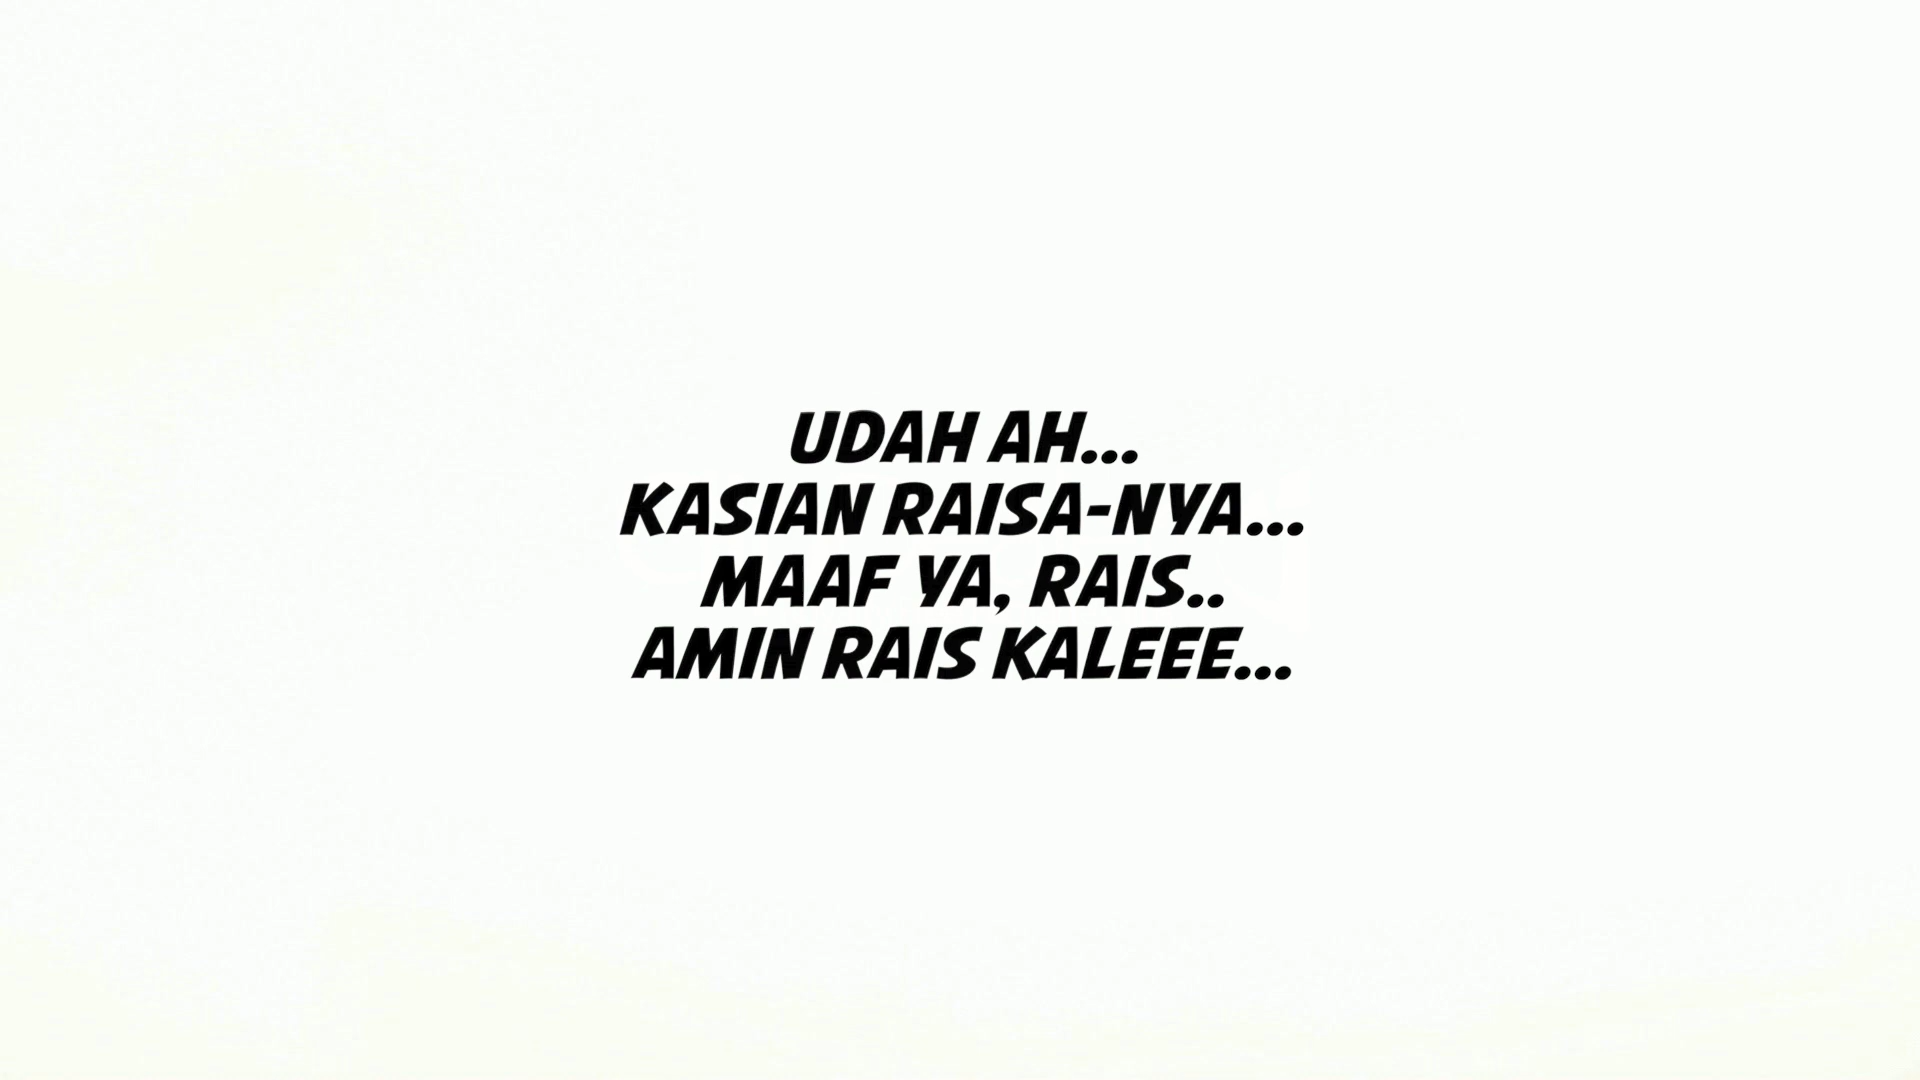 UDAH AH...
KASIAN RAISA-NYA...
MAAF YA, RAIS..
AMIN RAIS KALEEE...